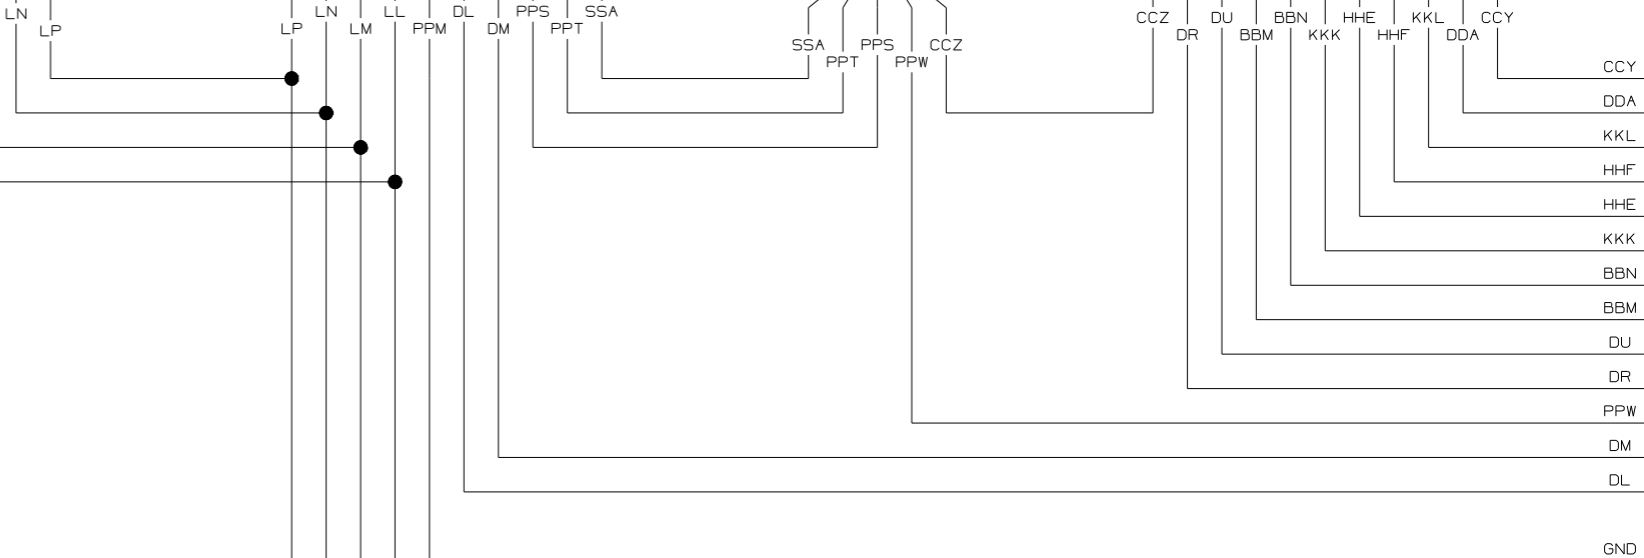 LN LP LP LN LM LL PPM DL DM PPS PPT SSA SSA PPT PPS PPW CCZ CCZ DR DU BBM BBN KKK HHE HHF KKL DDA CCY
CCY
DDA
KKL
HHF
HHE
KKK
BBN
BBM
DU
DR
PPW
DM
DL
GND